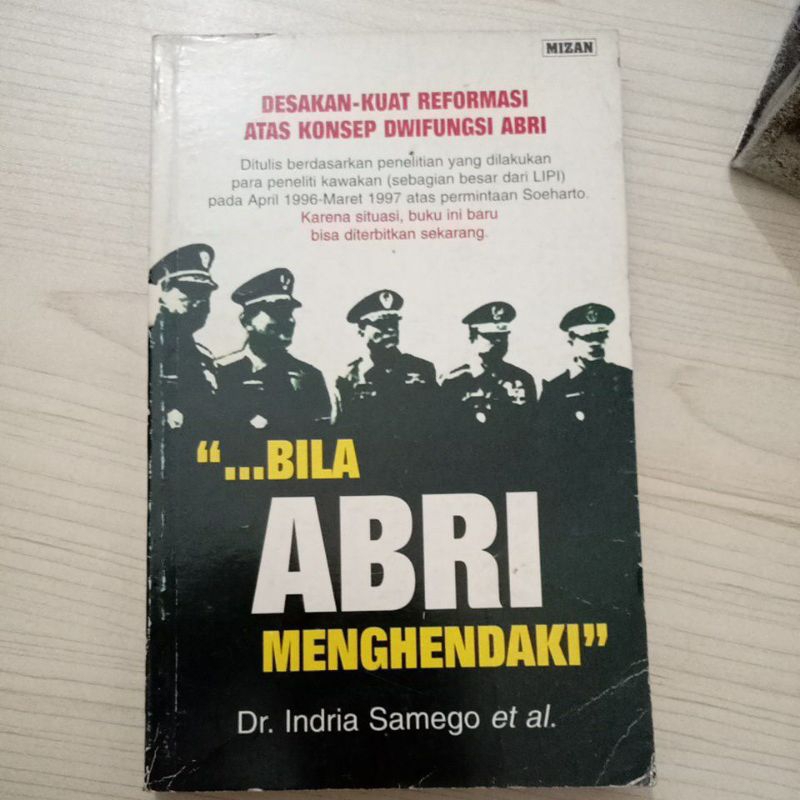 MIZAN
DESAKAN-KUAT REFORMASI
ATAS KONSEP DWIFUNGSI ABRI
Ditulis berdasarkan penelitian yang dilakukan
para peneliti kawakan (sebagian besar dari LIPI)
pada April 1996-Maret 1997 atas permintaan Soeharto.
Karena situasi, buku ini baru
bisa diterbitkan sekarang.
“...BILA
ABRI
MENGHENDAKI”
Dr. Indria Samego et al.